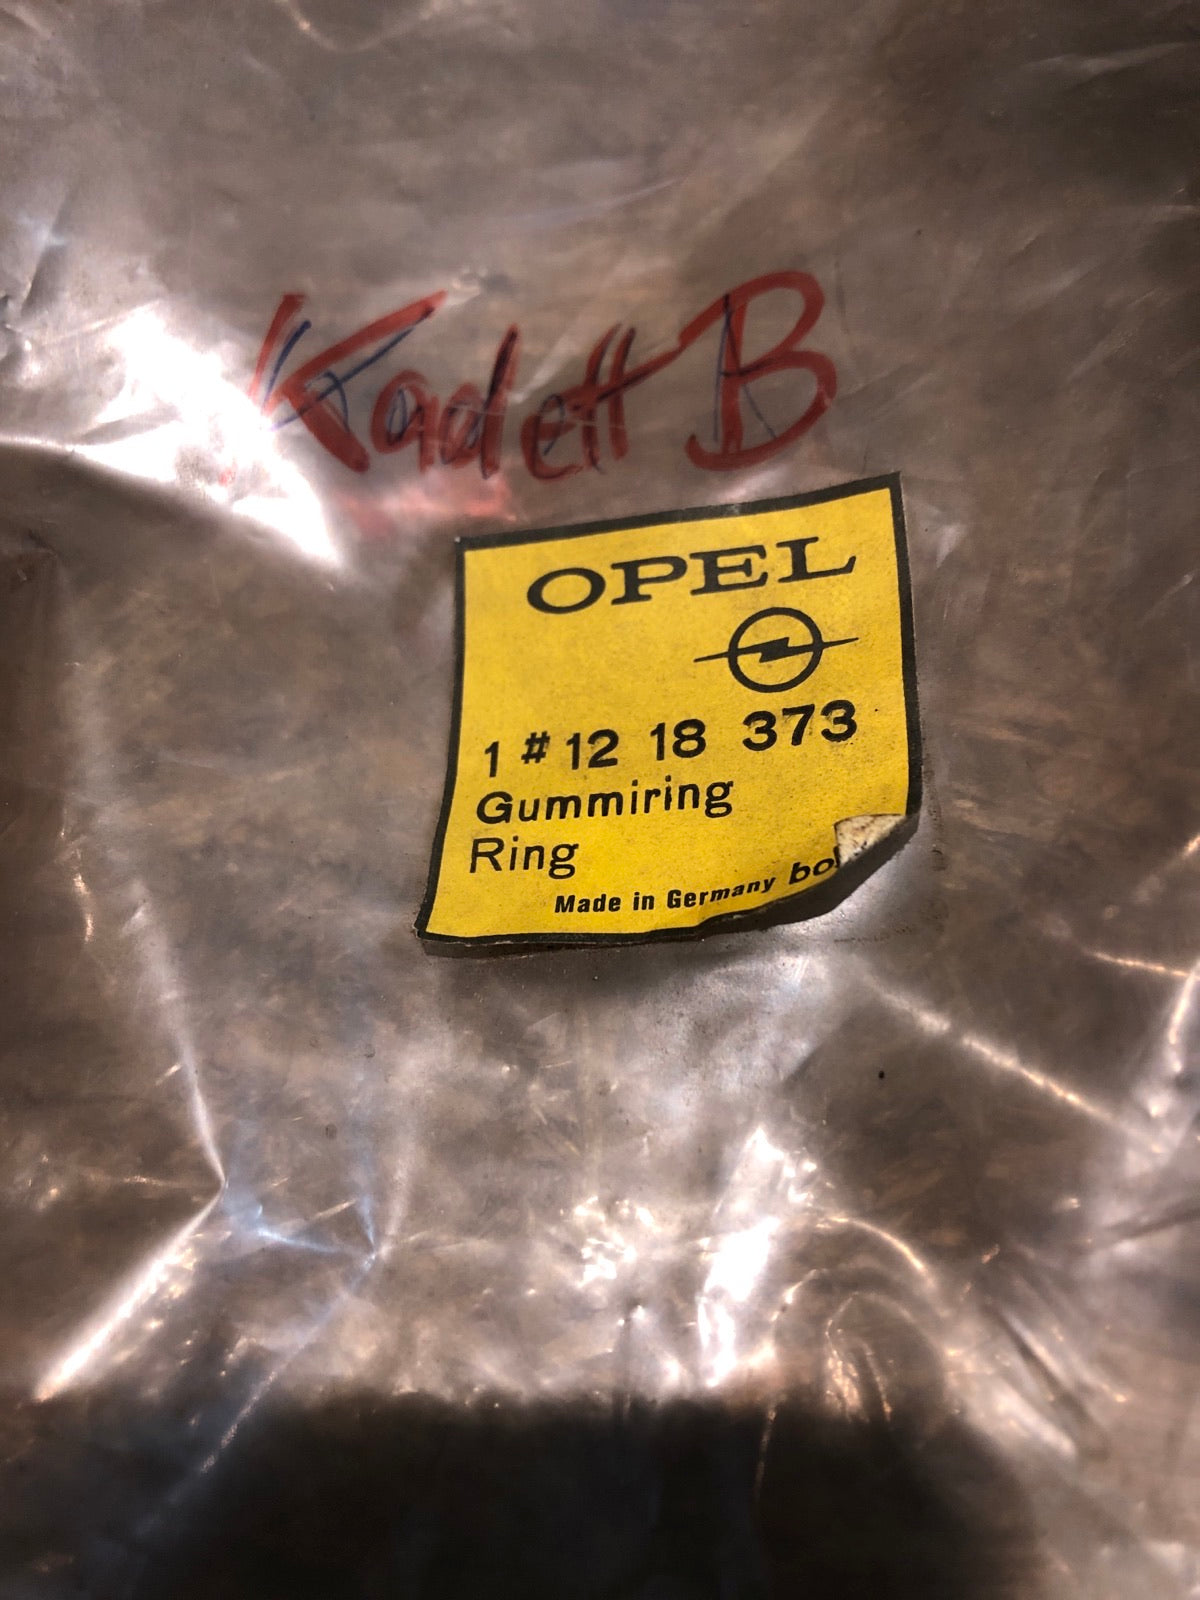 Kadett B
OPEL
1 # 12 18 373
Gummiring
Ring
Made in Germany